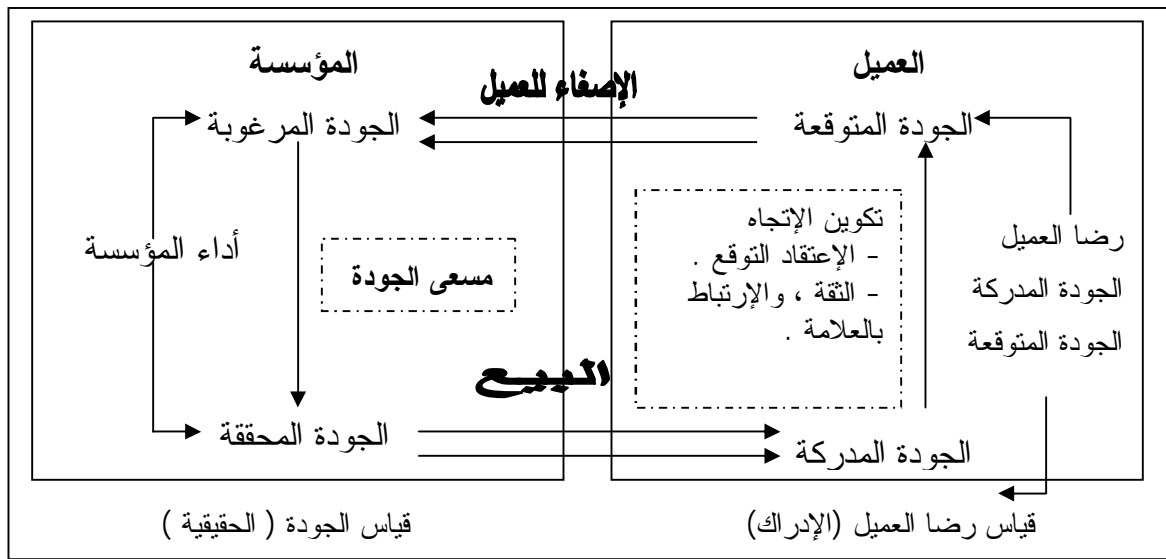 العميل
المؤسسة
الإصغاء للعميل
الجودة المتوقعة
الجودة المرغوبة
تكوين الإتجاه
- الإعتقاد التوقع .
- الثقة ، والإرتباط
بالعلامة .
رضا العميل
الجودة المدركة
الجودة المتوقعة
أداء المؤسسة
مسعى الجودة
البيع
الجودة المدركة
الجودة المحققة
قياس رضا العميل (الإدراك)
قياس الجودة ( الحقيقية )